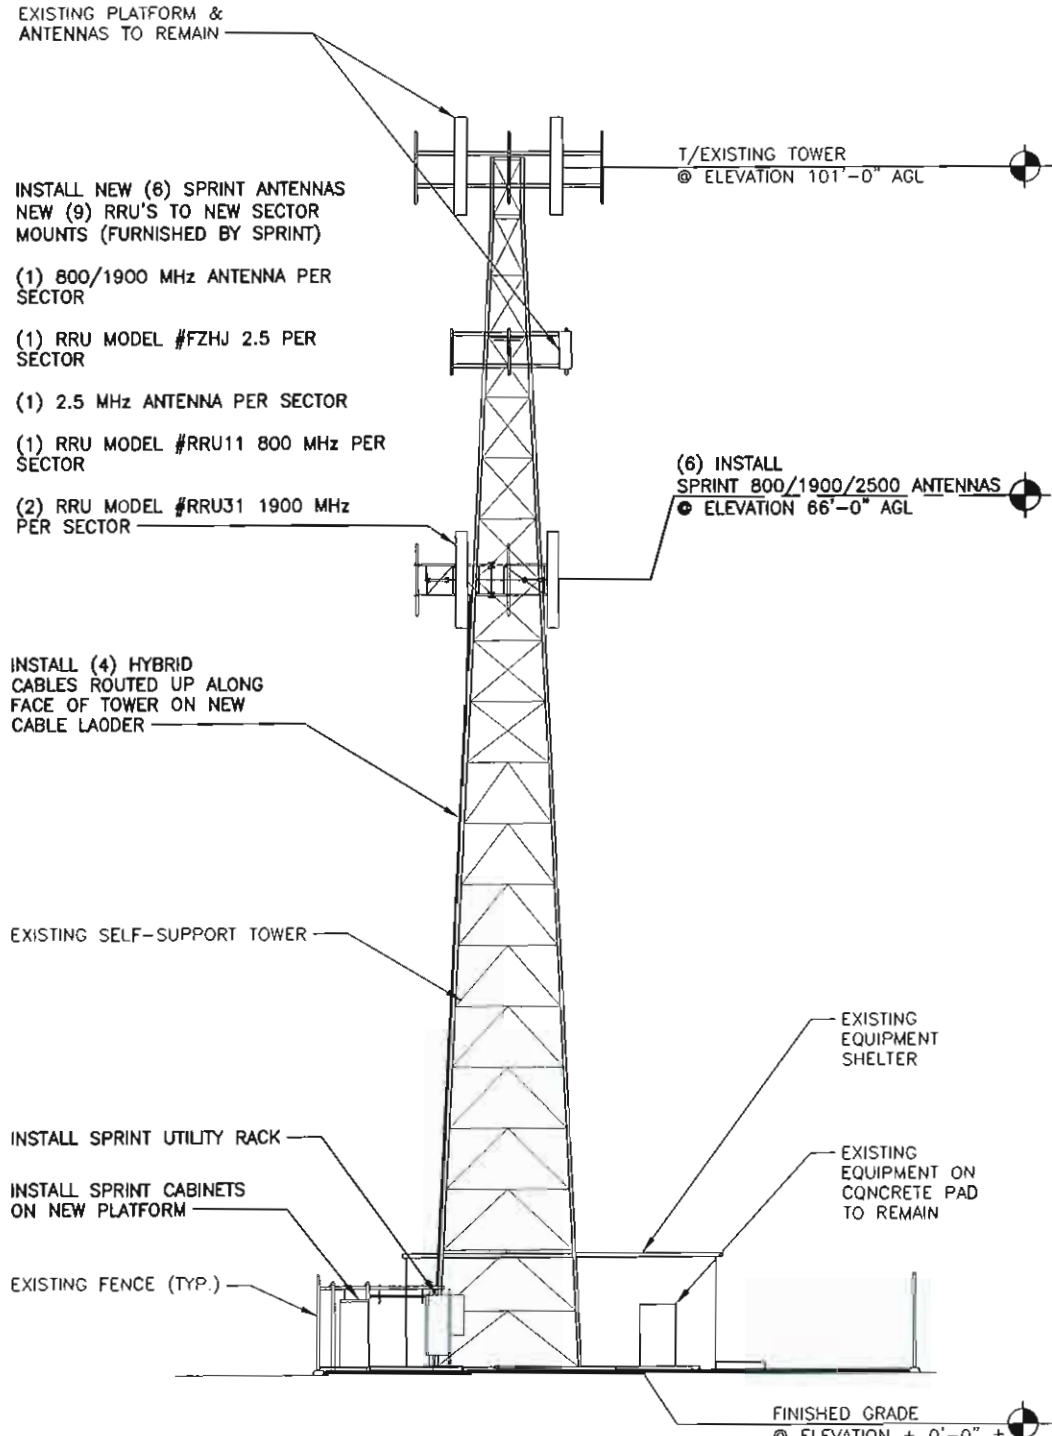 EXISTING PLATFORM &
ANTENNAS TO REMAIN
T/EXISTING TOWER
@ ELEVATION 101'-0" AGL
INSTALL NEW (6) SPRINT ANTENNAS
NEW (9) RRU'S TO NEW SECTOR
MOUNTS (FURNISHED BY SPRINT)
(1) 800/1900 MHz ANTENNA PER
SECTOR
(1) RRU MODEL #FZHJ 2.5 PER
SECTOR
(1) 2.5 MHz ANTENNA PER SECTOR
(1) RRU MODEL #RRU11 800 MHz PER
SECTOR
(2) RRU MODEL #RRU31 1900 MHz
PER SECTOR
(6) INSTALL
SPRINT 800/1900/2500 ANTENNAS
@ ELEVATION 66'-0" AGL
INSTALL (4) HYBRID
CABLES ROUTED UP ALONG
FACE OF TOWER ON NEW
CABLE LAODER
EXISTING SELF-SUPPORT TOWER
EXISTING
EQUIPMENT
SHELTER
INSTALL SPRINT UTILITY RACK
EXISTING
EQUIPMENT ON
CONCRETE PAD
TO REMAIN
INSTALL SPRINT CABINETS
ON NEW PLATFORM
EXISTING FENCE (TYP.)
FINISHED GRADE
@ ELEVATION ± 0'-0" ±